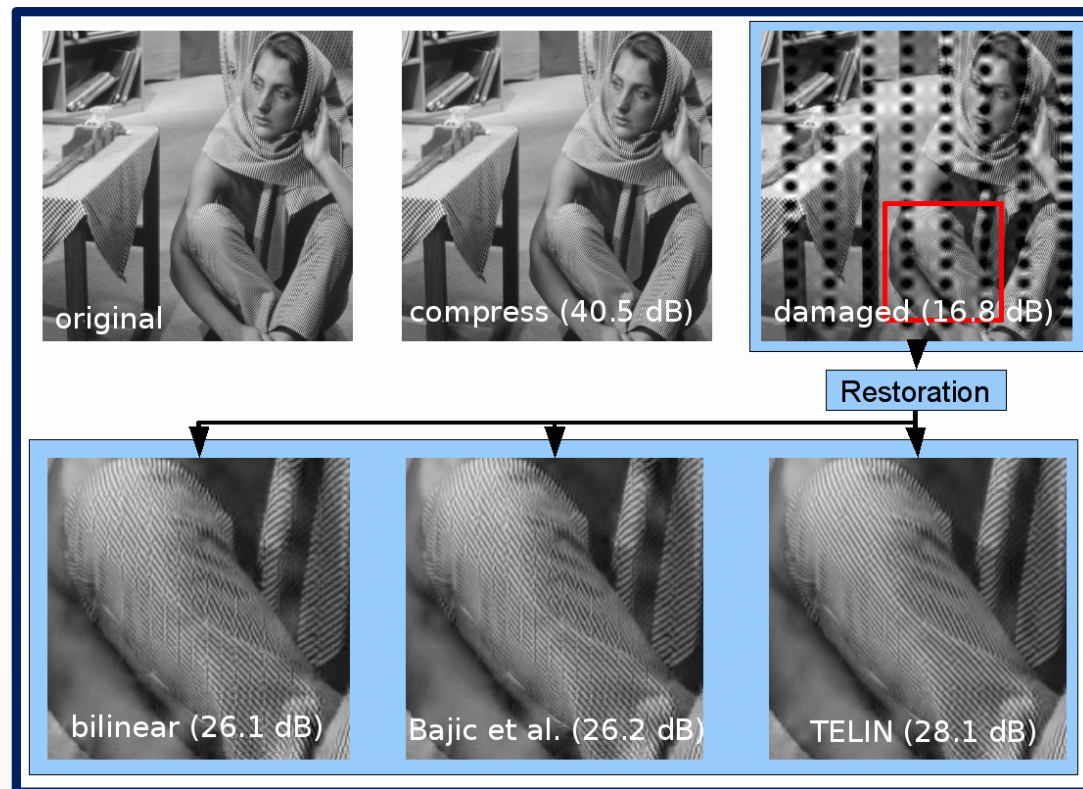 original
compress (40.5 dB)
damaged (16.8 dB)
Restoration
bilinear (26.1 dB)
Bajic et al. (26.2 dB)
TELIN (28.1 dB)